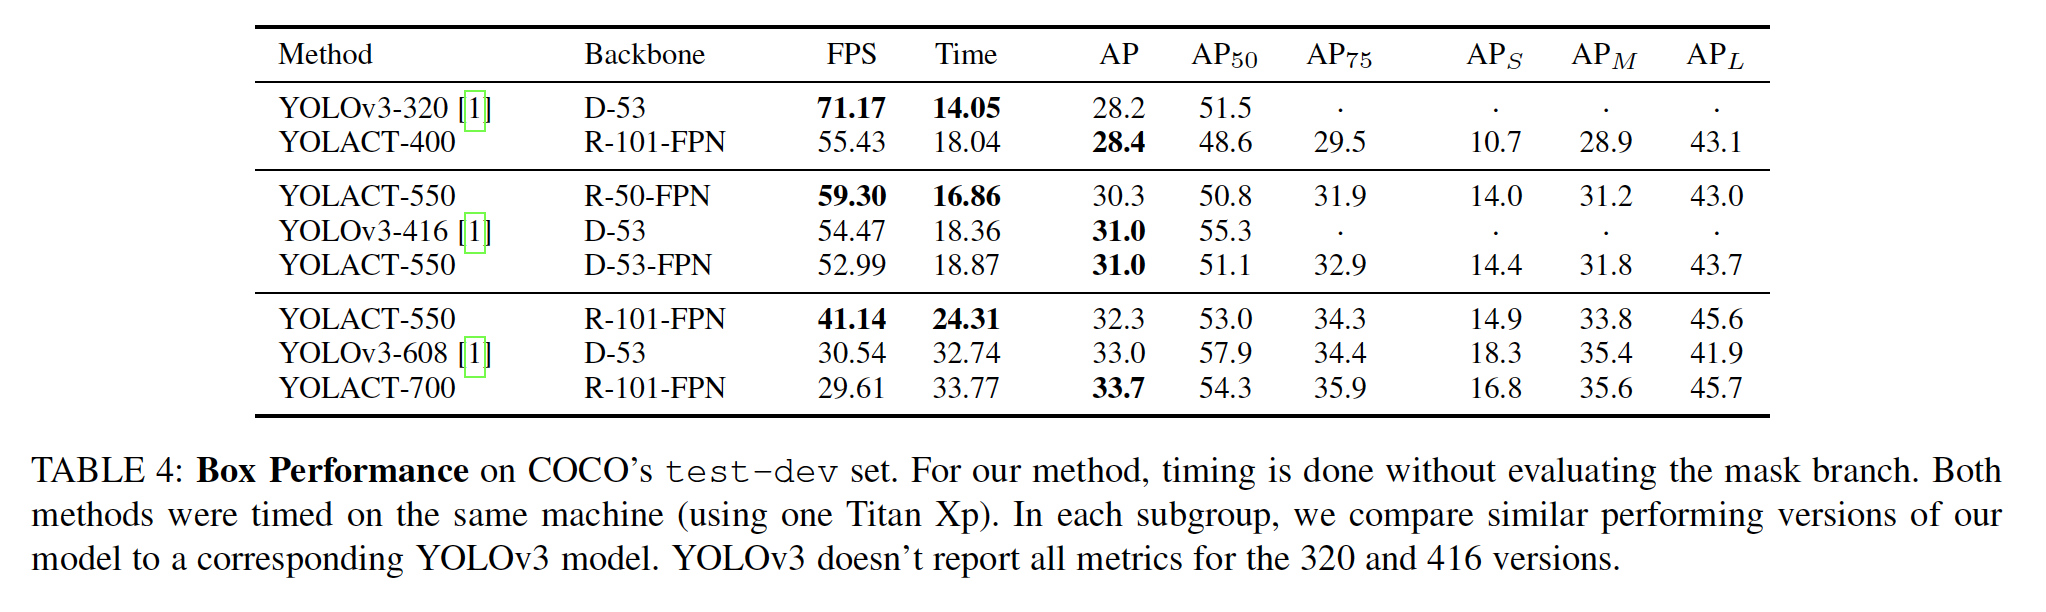 Method Backbone FPS Time AP AP50 AP75 APS APM APL
YOLOv3-320 [1] D-53 71.17 14.05 28.2 51.5 · · · ·
YOLACT-400 R-101-FPN 55.43 18.04 28.4 48.6 29.5 10.7 28.9 43.1
YOLACT-550 R-50-FPN 59.30 16.86 30.3 50.8 31.9 14.0 31.2 43.0
YOLOv3-416 [1] D-53 54.47 18.36 31.0 55.3 · · · ·
YOLACT-550 D-53-FPN 52.99 18.87 31.0 51.1 32.9 14.4 31.8 43.7
YOLACT-550 R-101-FPN 41.14 24.31 32.3 53.0 34.3 14.9 33.8 45.6
YOLOv3-608 [1] D-53 30.54 32.74 33.0 57.9 34.4 18.3 35.4 41.9
YOLACT-700 R-101-FPN 29.61 33.77 33.7 54.3 35.9 16.8 35.6 45.7
TABLE 4: Box Performance on COCO's test-dev set. For our method, timing is done without evaluating the mask branch. Both
methods were timed on the same machine (using one Titan Xp). In each subgroup, we compare similar performing versions of our
model to a corresponding YOLOv3 model. YOLOv3 doesn't report all metrics for the 320 and 416 versions.